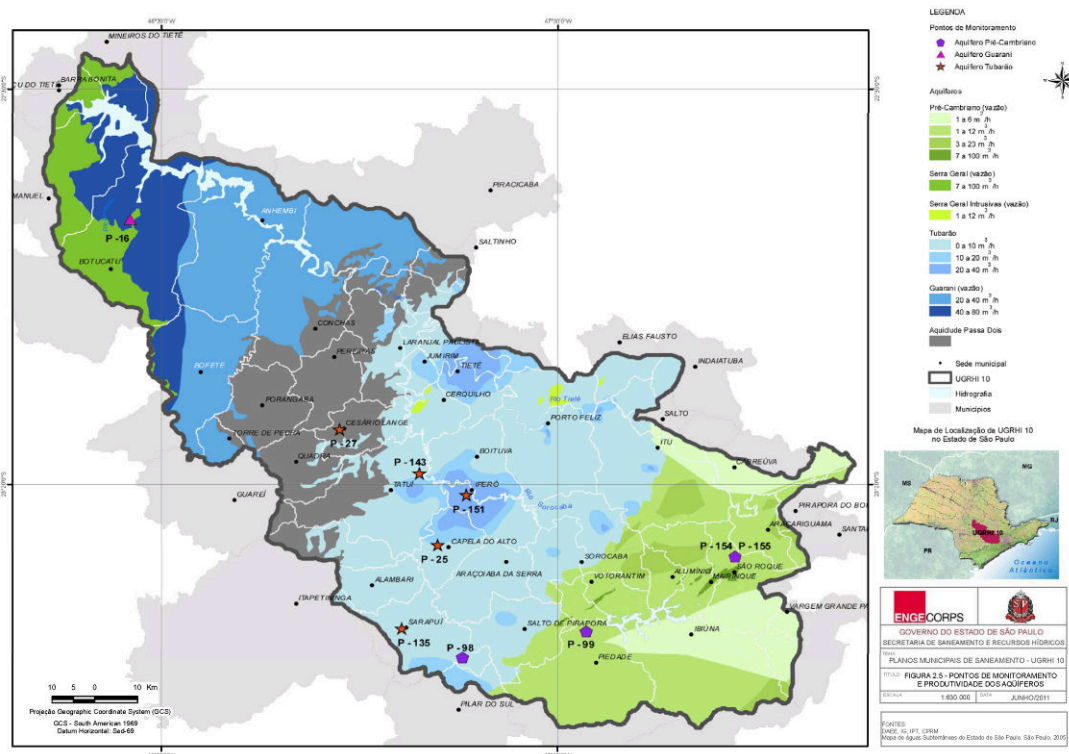 MINEIROS DO TIETÊ
BARRA BONITA
MANUEL
P -16
BOTUCATU
ANHEMBI
PIRACICABA
SALTINHO
CONCHAS
PEREIRAS
LARANJAL PAULISTA
JUMIRIM
TIETÊ
CERQUILHO
BOFETE
PORANGABA
TORRE DE PEDRA
CESÁRIO LANGE
P - 27
QUADRA
GUAREÍ
P - 143
TATUÍ
BOITUVA
IPERÓ
P - 151
Rio Tietê
PORTO FELIZ
ELIAS FAUSTO
INDAIATUBA
SALTO
ITU
CABREÚVA
PIRAPORA DO BO
ARAÇARIGUAMA
SANTA
Rio Sorocaba
P - 25
CAPELA DO ALTO
ARAÇOIABA DA SERRA
SOROCABA
VOTORANTIM
ALUMÍNIO
P - 154
P - 155
SÃO ROQUE
MAIRINQUE
VARGEM GRANDE PA
IBIÚNA
ALAMBARI
ITAPETININGA
SARAPUÍ
P - 135
P - 98
SALTO DE PIRAPORA
P - 99
PIEDADE
PILAR DO SUL
10 5 0 10 Km
Projeção Geographic Coordinate System (GCS)
GCS - South American 1969
Datum Horizontal: Sad-69
LEGENDA
Pontos de Monitoramento
Aquífero Pré-Cambriano
Aquífero Guarani
Aquífero Tubarão
Aquíferos
Pré-Cambriano (vazão)
1 a 6 m³/h
1 a 12 m³/h
3 a 23 m³/h
7 a 100 m³/h
Serra Geral (vazão)
7 a 100 m³/h
Serra Geral Intrusivas (vazão)
1 a 12 m³/h
Tubarão
0 a 10 m³/h
10 a 20 m³/h
20 a 40 m³/h
Guarani (vazão)
20 a 40 m³/h
40 a 80 m³/h
Aquiclude Passa Dois
Sede municipal
UGRHI 10
Hidrografia
Municípios
Mapa de Localização da UGRHI 10
no Estado de São Paulo
MS
MG
RJ
PR
UGRHI 10
Oceano
Atlântico
ENGECORPS
GOVERNO DO ESTADO DE SÃO PAULO
SECRETARIA DE SANEAMENTO E RECURSOS HÍDRICOS
TEMA
PLANOS MUNICIPAIS DE SANEAMENTO - UGRHI 10
TÍTULO FIGURA 2.5 - PONTOS DE MONITORAMENTO
E PRODUTIVIDADE DOS AQÜÍFEROS
ESCALA 1:630.000 DATA JUNHO/2011
FONTES:
DAEE, IG, IPT, CPRM
Mapa de águas Subterrâneas do Estado de São Paulo. São Paulo, 2005